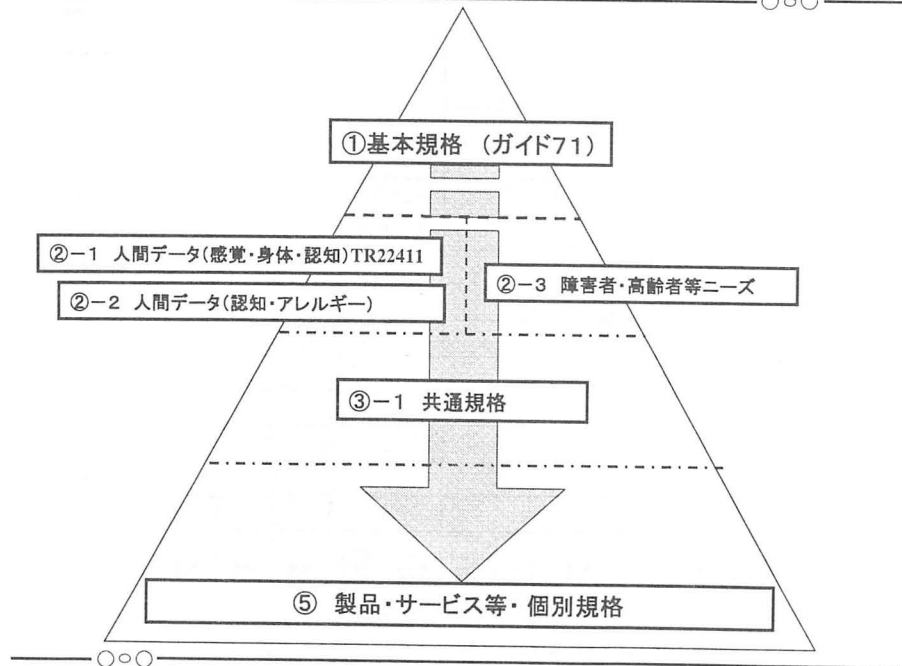 ①基本規格 (ガイド71)
②−1 人間データ(感覚・身体・認知)TR22411
②−2 人間データ(認知・アレルギー)
②−3 障害者・高齢者等ニーズ
③−1 共通規格
⑤ 製品・サービス等・個別規格